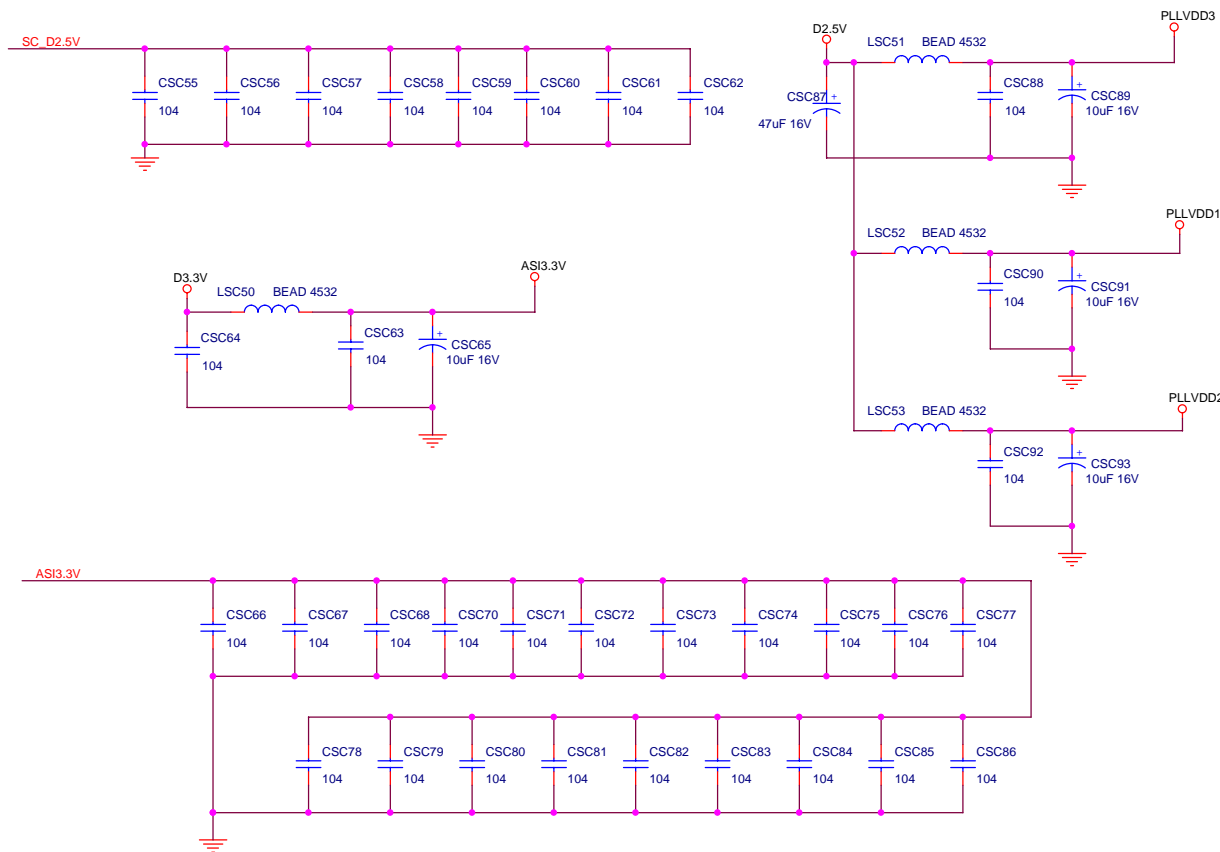 SC_D2.5V
CSC55
104
CSC56
104
CSC57
104
CSC58
104
CSC59
104
CSC60
104
CSC61
104
CSC62
104
D2.5V
LSC51 BEAD 4532
PLLVDD3
CSC87
47uF 16V
+
CSC88
104
+
CSC89
10uF 16V
LSC52 BEAD 4532
PLLVDD1
CSC90
104
+
CSC91
10uF 16V
LSC53 BEAD 4532
PLLVDD2
CSC92
104
+
CSC93
10uF 16V
D3.3V
LSC50 BEAD 4532
ASI3.3V
CSC64
104
CSC63
104
+
CSC65
10uF 16V
ASI3.3V
CSC66
104
CSC67
104
CSC68
104
CSC70
104
CSC71
104
CSC72
104
CSC73
104
CSC74
104
CSC75
104
CSC76
104
CSC77
104
CSC78
104
CSC79
104
CSC80
104
CSC81
104
CSC82
104
CSC83
104
CSC84
104
CSC85
104
CSC86
104